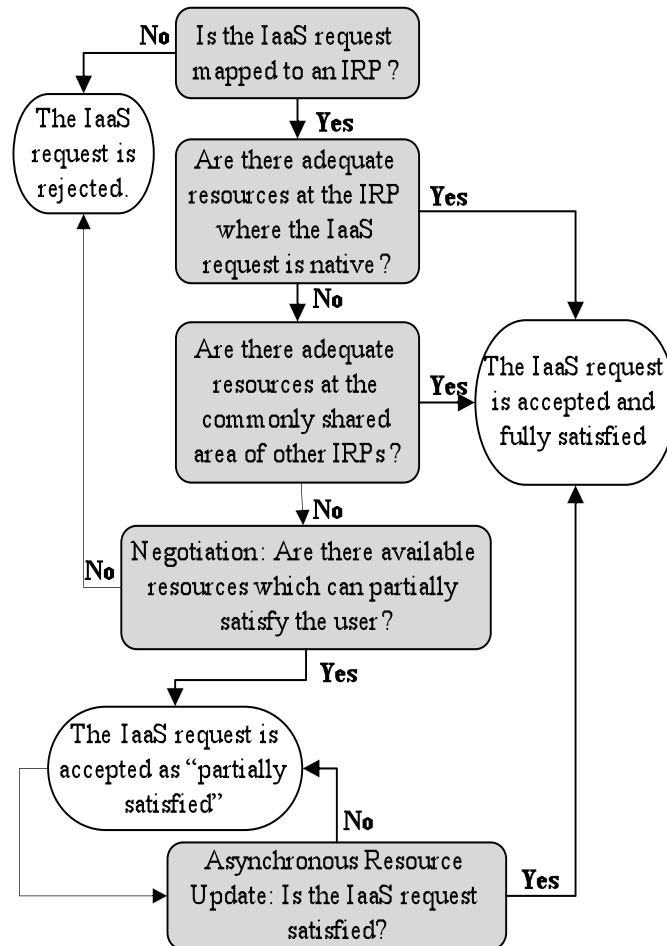 No
Is the IaaS request
mapped to an IRP?
Yes
The IaaS
request is
rejected.
Are there adequate
resources at the IRP
where the IaaS
request is native?
Yes
No
Are there adequate
resources at the
commonly shared
area of other IRPs?
Yes
The IaaS request
is accepted and
fully satisfied
No
Negotiation: Are there available
resources which can partially
satisfy the user?
No
Yes
The IaaS request is
accepted as “partially
satisfied”
No
Asynchronous Resource
Update: Is the IaaS request
satisfied?
Yes